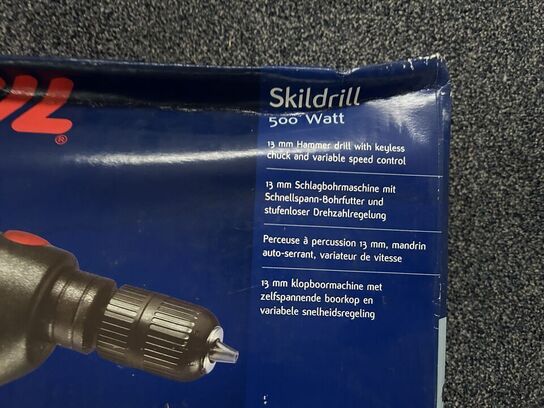 Skildrill
500 Watt
13 mm Hammer drill with keyless
chuck and variable speed control
13 mm Schlagbohrmaschine mit
Schnellspann-Bohrfutter und
stufenloser Drehzahlregelung
Perceuse à percussion 13 mm, mandrin
auto-serrant, variateur de vitesse
13 mm klopboormachine met
zelfspannende boorkop en
variabele snelheidsregeling